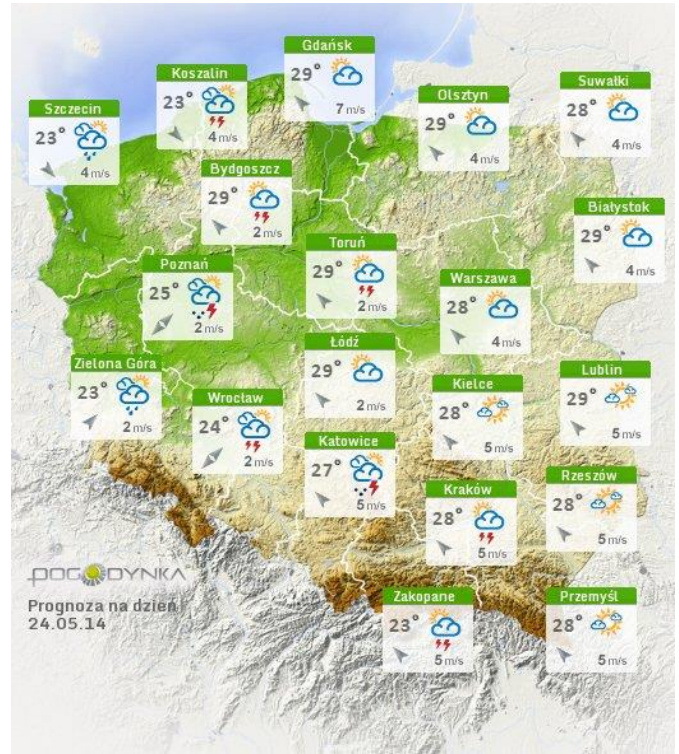 Gdańsk
29°
7 m/s
Koszalin
23°
4 m/s
Suwałki
28°
4 m/s
Olsztyn
29°
4 m/s
Szczecin
23°
4 m/s
Bydgoszcz
29°
2 m/s
Białystok
29°
4 m/s
Toruń
29°
2 m/s
Poznań
25°
2 m/s
Warszawa
28°
4 m/s
Łódź
29°
2 m/s
Zielona Góra
23°
2 m/s
Lublin
29°
5 m/s
Kielce
28°
5 m/s
Wrocław
24°
2 m/s
Katowice
27°
5 m/s
Rzeszów
28°
5 m/s
Kraków
28°
5 m/s
POGODYNKA
Prognoza na dzień
24.05.14
Zakopane
23°
5 m/s
Przemyśl
28°
5 m/s